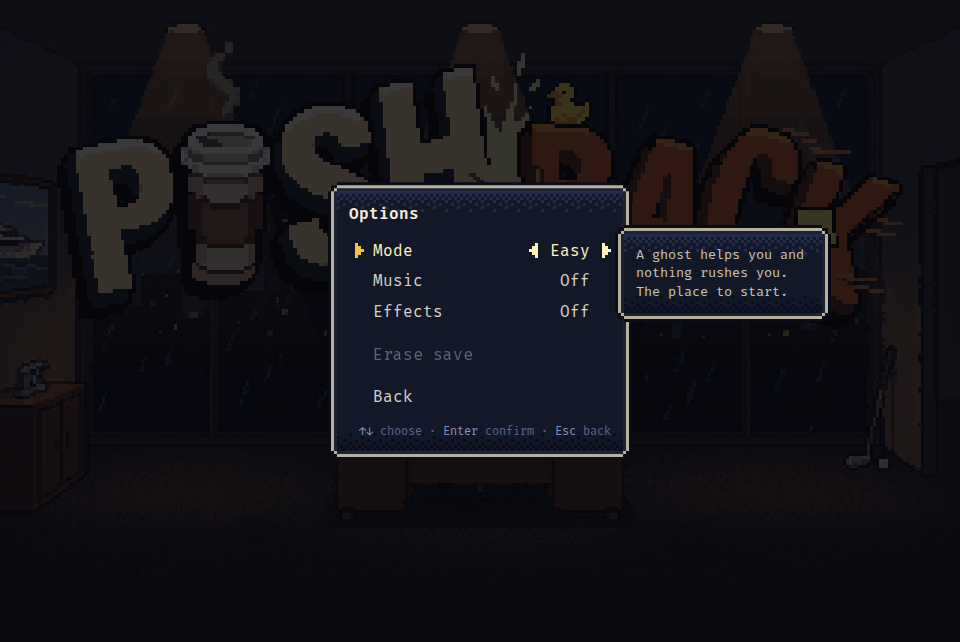 PUSHBACK
Options
Mode Easy
Music Off
Effects Off
Erase save
Back
↑↓ choose · Enter confirm · Esc back
A ghost helps you and
nothing rushes you.
The place to start.